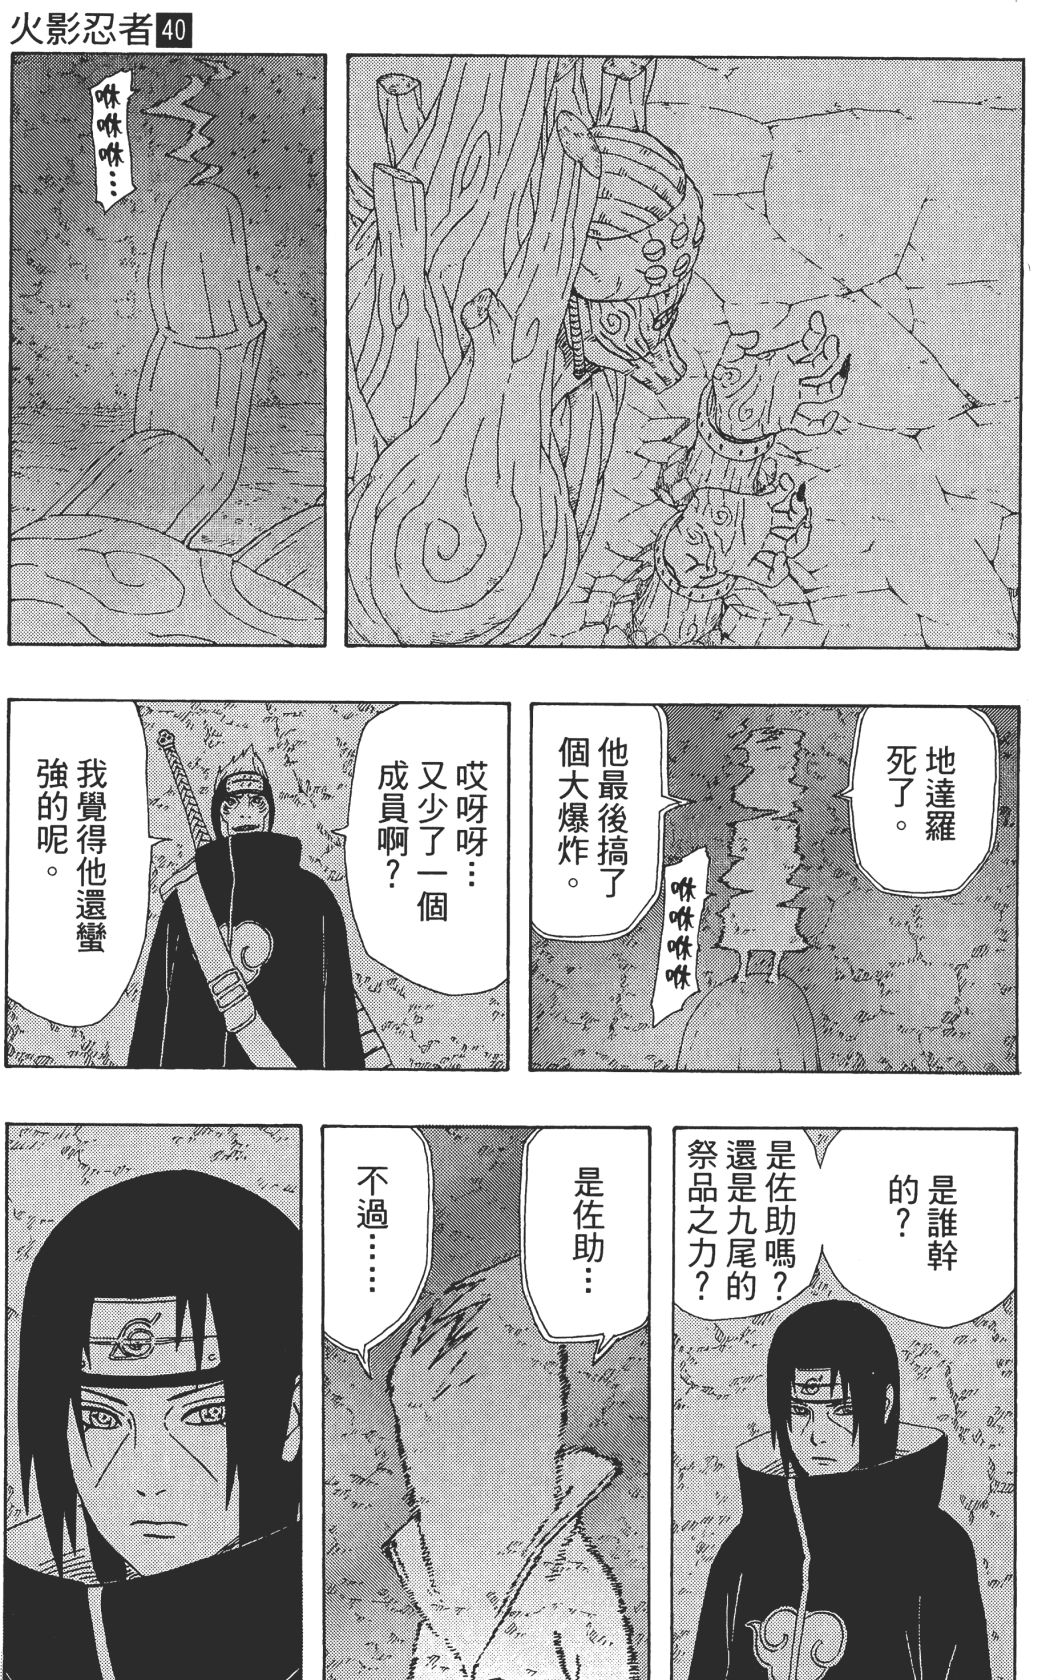 火影忍者40
咻咻咻…
地達羅
死了。
他最後搞了
個大爆炸。
咻咻咻咻
哎呀呀…
又少了一個
成員啊？
我覺得他還蠻
強的呢。
是誰幹
的？
是佐助嗎？
還是九尾的
祭品之力？
是佐助…
不過……